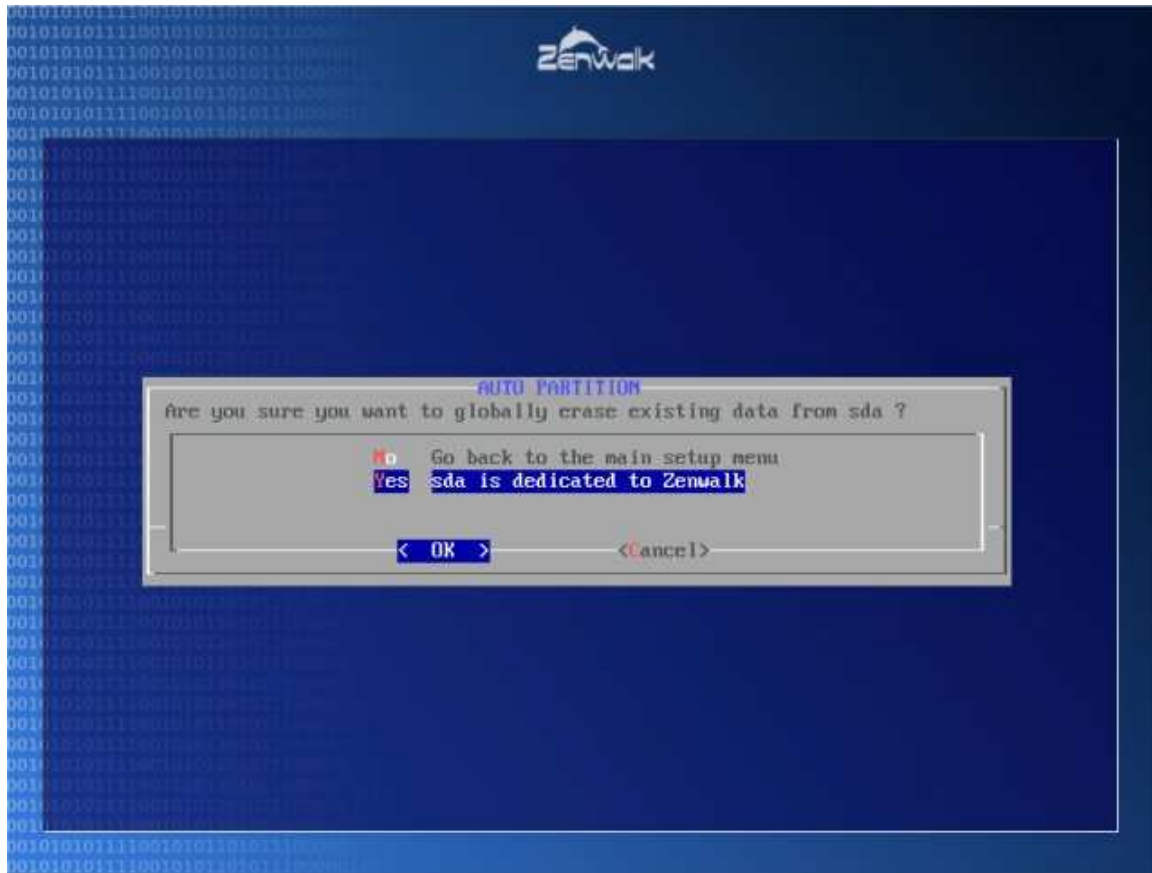 Zenwalk
AUTO PARTITION
Are you sure you want to globally erase existing data from sda ?
No Go back to the main setup menu
Yes sda is dedicated to Zenwalk
< OK > <Cancel>